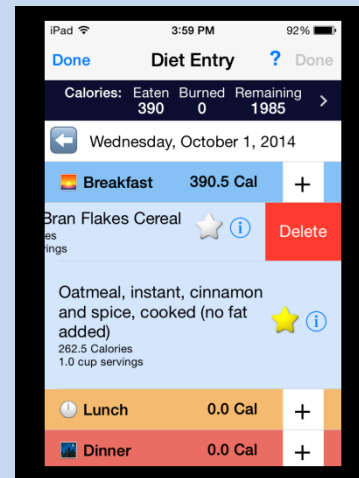 iPad 3:59 PM 92%
Done Diet Entry ? Done
Calories: Eaten Burned Remaining
390 0 1985 >
Wednesday, October 1, 2014
Breakfast 390.5 Cal +
Bran Flakes Cereal i Delete
es
rings
Oatmeal, instant, cinnamon
and spice, cooked (no fat
added) i
262.5 Calories
1.0 cup servings
Lunch 0.0 Cal +
Dinner 0.0 Cal +